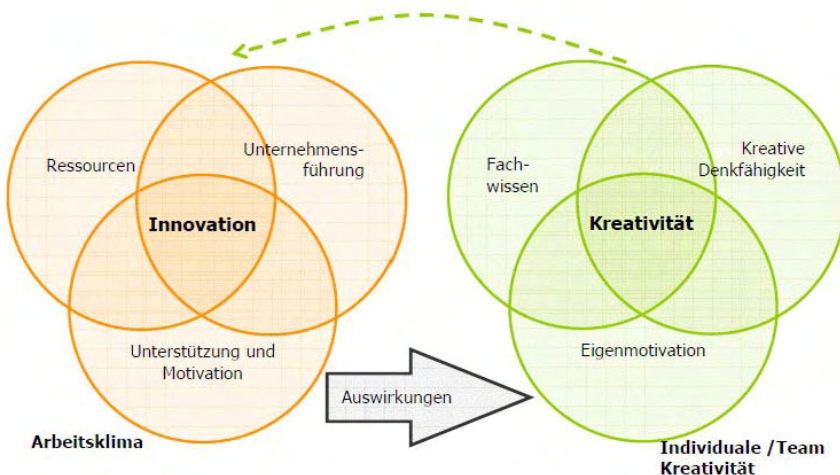 Ressourcen
Unternehmens-
führung
Innovation
Unterstützung und
Motivation
Arbeitsklima
Auswirkungen
Fach-
wissen
Kreative
Denkfähigkeit
Kreativität
Eigenmotivation
Individuale /Team
Kreativität